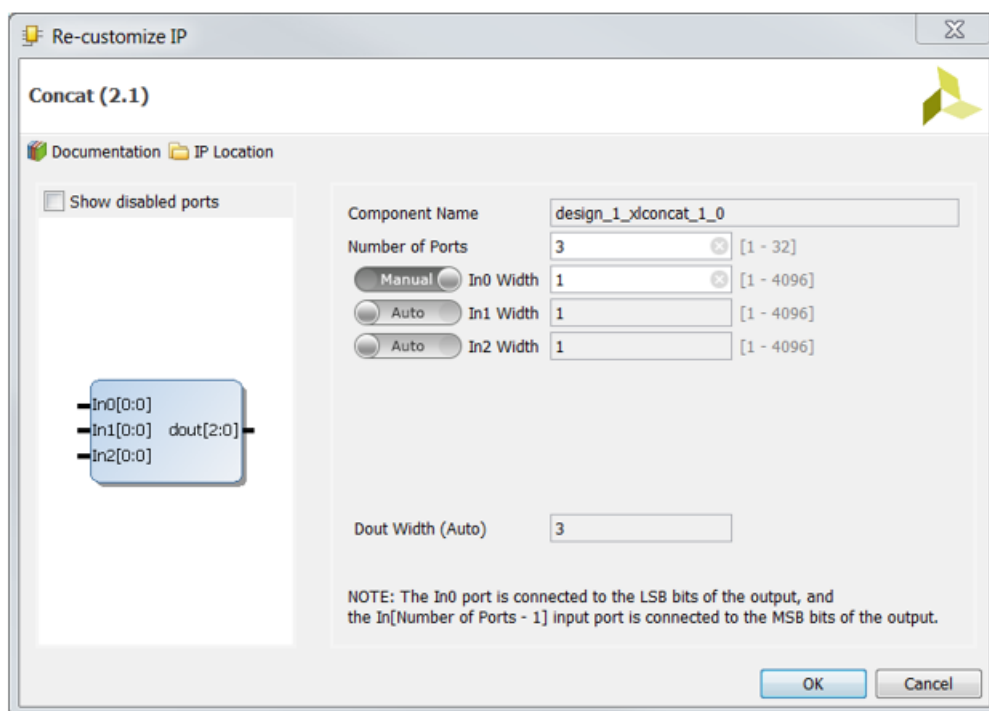 Re-customize IP
Concat (2.1)
Documentation IP Location
Show disabled ports
Component Name design_1_xlconcat_1_0
Number of Ports 3 [1 - 32]
Manual In0 Width 1 [1 - 4096]
Auto In1 Width 1 [1 - 4096]
Auto In2 Width 1 [1 - 4096]
In0[0:0]
In1[0:0] dout[2:0]
In2[0:0]
Dout Width (Auto) 3
NOTE: The In0 port is connected to the LSB bits of the output, and
the In[Number of Ports - 1] input port is connected to the MSB bits of the output.
OK Cancel